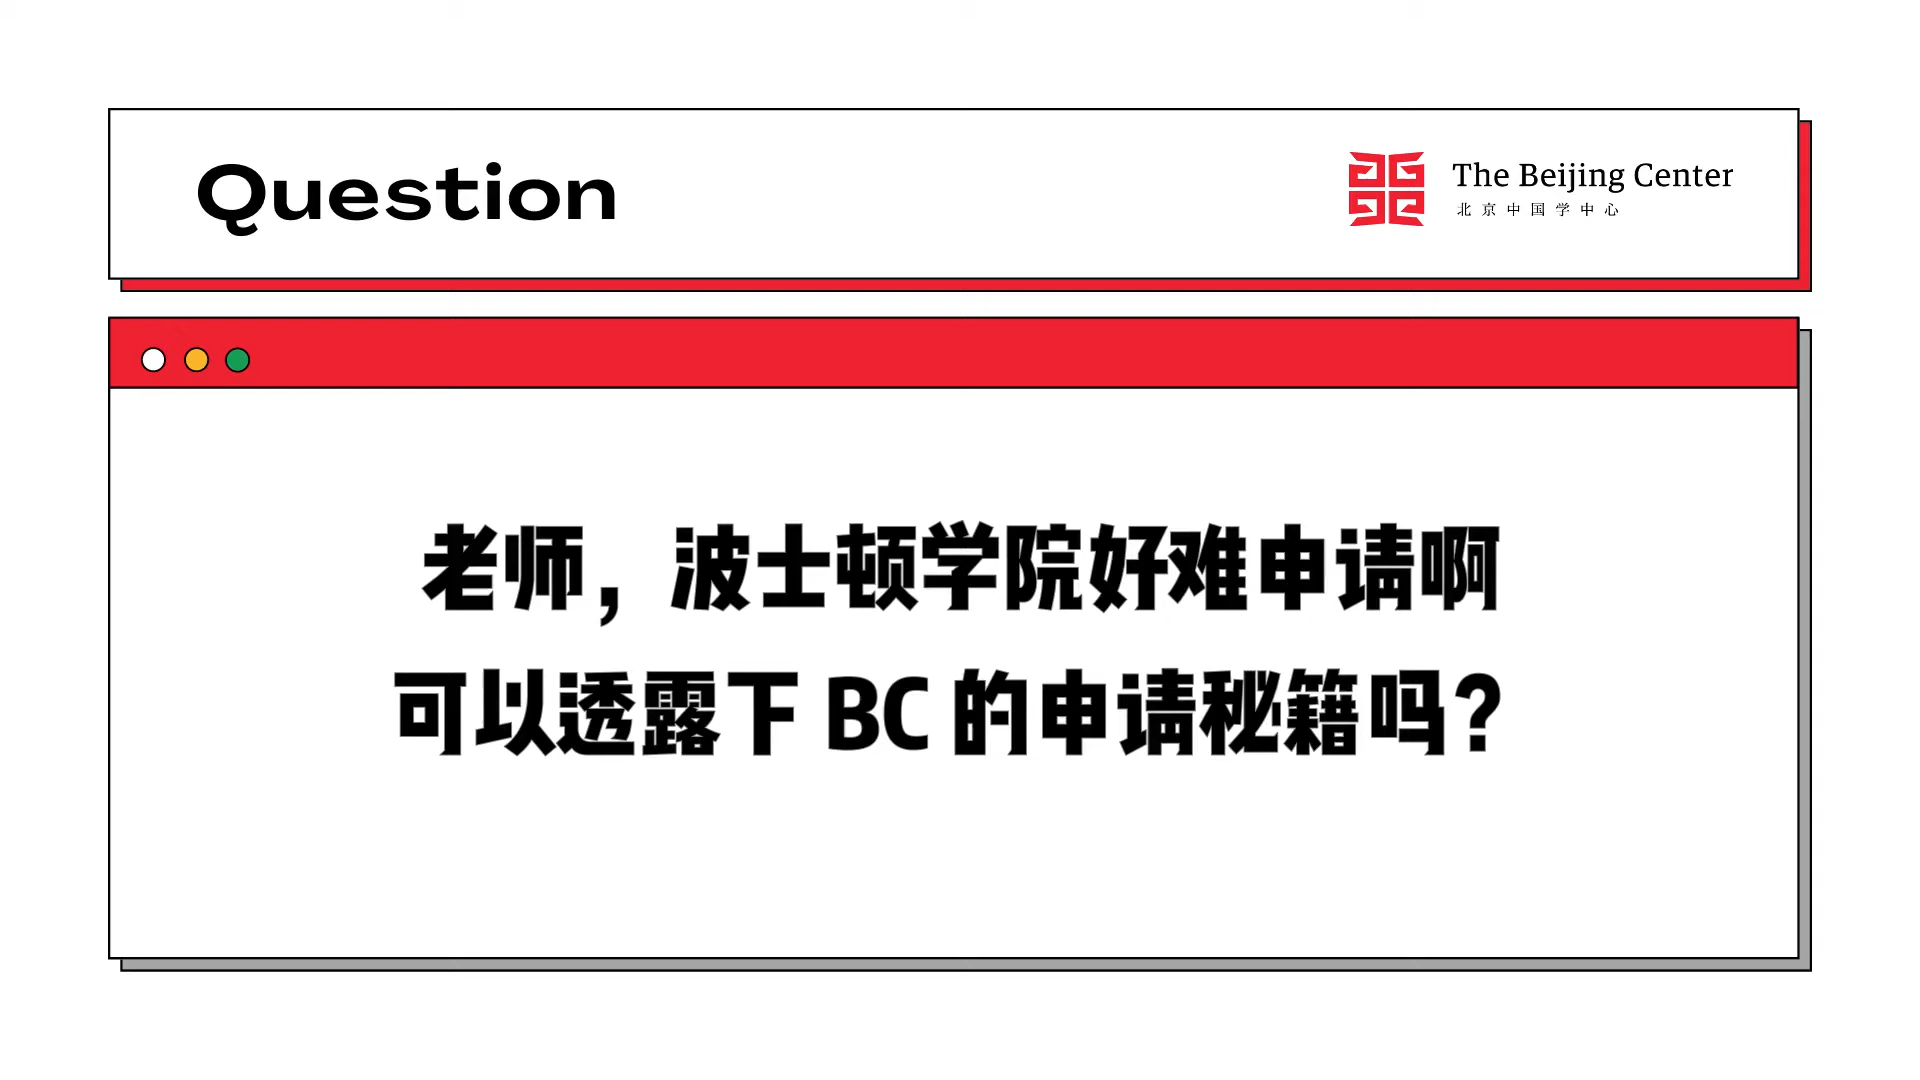 Question
The Beijing Center
北京中国学中心
老师，波士顿学院好难申请啊
可以透露下 BC 的申请秘籍吗？